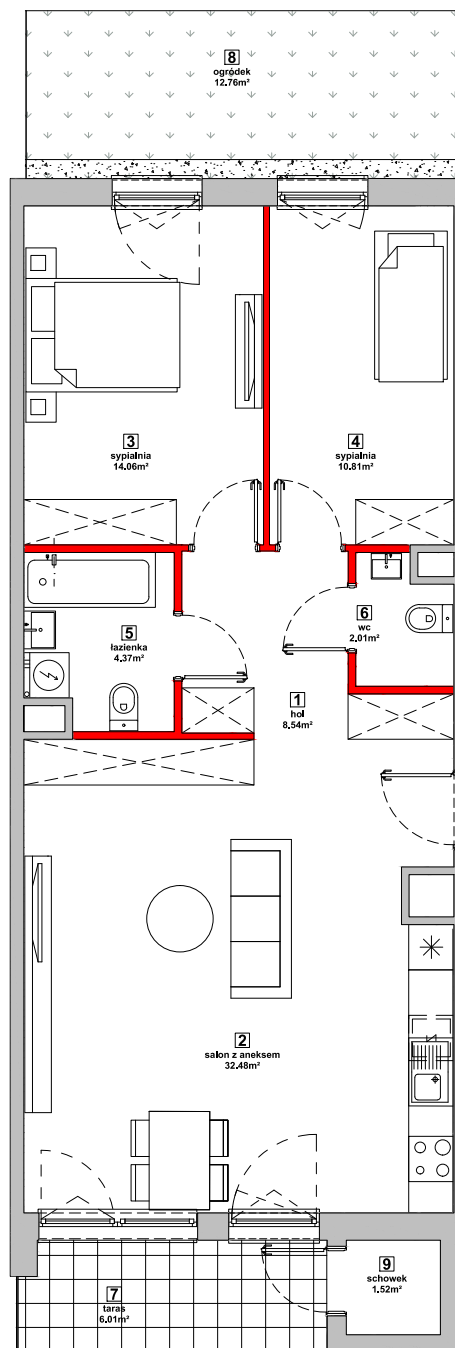 8
ogródek
12.76m²
3
sypialnia
14.06m²
4
sypialnia
10.81m²
5
łazienka
4.37m²
6
wc
2.01m²
1
hol
8.54m²
2
salon z aneksem
32.48m²
7
taras
6.01m²
9
schowek
1.52m²